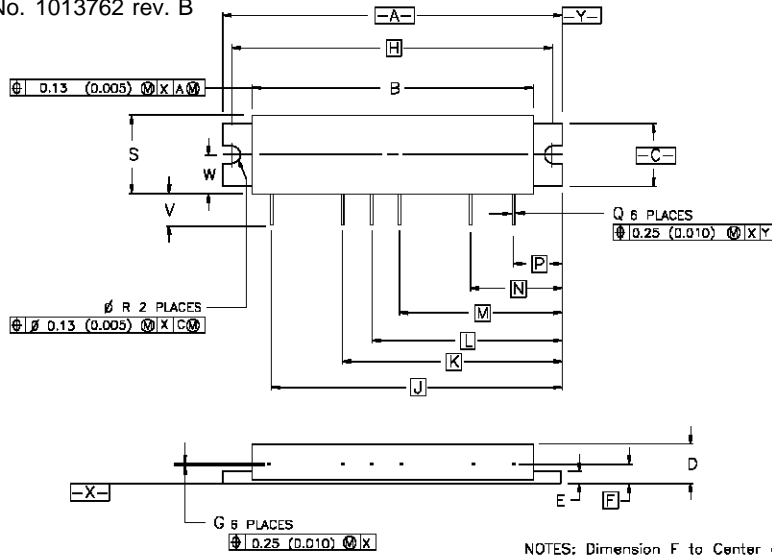 No. 1013762 rev. B
-A-
-Y-
H
⌖ 0.13 (0.005) Ⓜ X A Ⓜ
B
S
W
V
-C-
Q 6 PLACES
⌖ 0.25 (0.010) Ⓜ X Y
P
N
Ø R 2 PLACES
M
⌖ Ø 0.13 (0.005) Ⓜ X C Ⓜ
L
K
J
D
-X-
E
F
G 6 PLACES
⌖ 0.25 (0.010) Ⓜ X
NOTES: Dimension F to Center